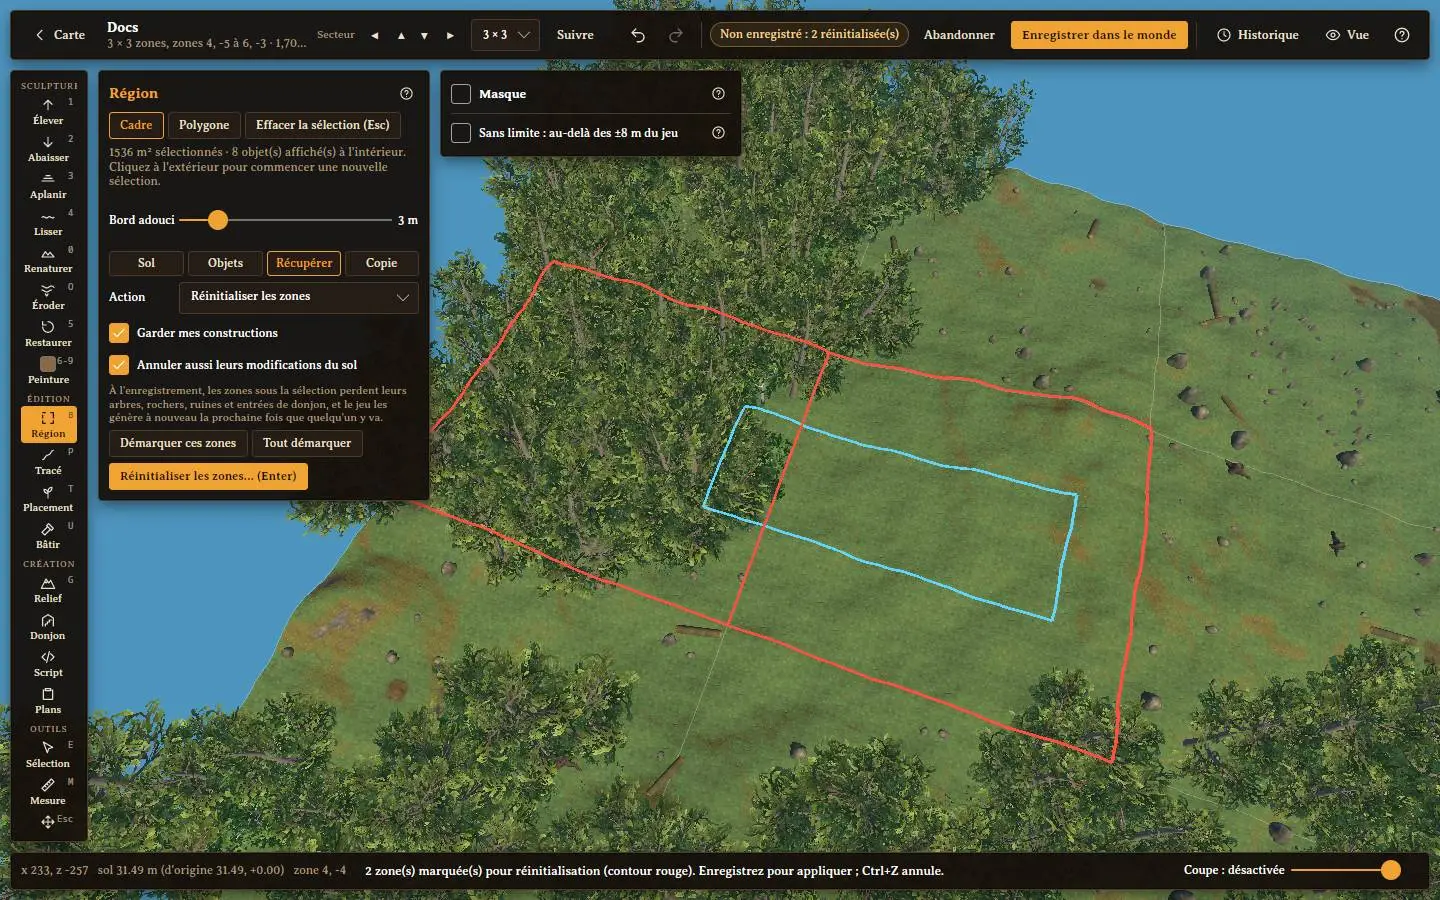 Carte
Docs
3 × 3 zones, zones 4, -5 à 6, -3 · 1,70...
Secteur
3 × 3
Suivre
Non enregistré : 2 réinitialisée(s)
Abandonner
Enregistrer dans le monde
Historique
Vue
SCULPTURE
1
Élever
2
Abaisser
3
Aplanir
4
Lisser
0
Renaturer
O
Éroder
5
Restaurer
6-9
Peinture
ÉDITION
8
Région
P
Tracé
T
Placement
U
Bâtir
CRÉATION
G
Relief
Donjon
Script
Plans
OUTILS
E
Sélection
M
Mesure
Esc
Région
Cadre
Polygone
Effacer la sélection (Esc)
1536 m² sélectionnés · 8 objet(s) affiché(s) à l'intérieur.
Cliquez à l'extérieur pour commencer une nouvelle
sélection.
Bord adouci
3 m
Sol
Objets
Récupérer
Copie
Action
Réinitialiser les zones
Garder mes constructions
Annuler aussi leurs modifications du sol
À l'enregistrement, les zones sous la sélection perdent leurs
arbres, rochers, ruines et entrées de donjon, et le jeu les
génère à nouveau la prochaine fois que quelqu'un y va.
Démarquer ces zones
Tout démarquer
Réinitialiser les zones... (Enter)
Masque
Sans limite : au-delà des ±8 m du jeu
x 233, z -257
sol 31.49 m (d'origine 31.49, +0.00)
zone 4, -4
2 zone(s) marquée(s) pour réinitialisation (contour rouge). Enregistrez pour appliquer ; Ctrl+Z annule.
Coupe : désactivée